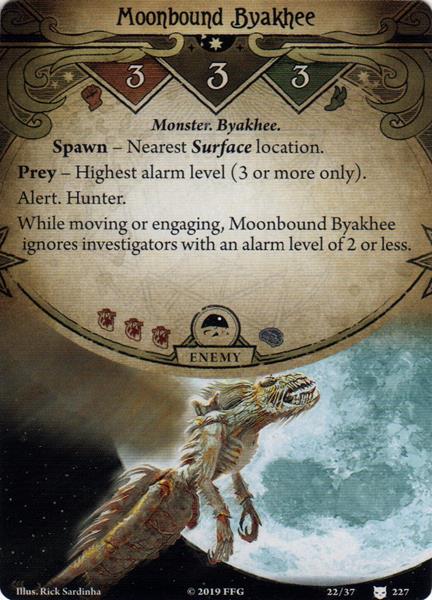 Moonbound Byakhee
3 3 3
Monster. Byakhee.
Spawn – Nearest Surface location.
Prey – Highest alarm level (3 or more only).
Alert. Hunter.
While moving or engaging, Moonbound Byakhee
ignores investigators with an alarm level of 2 or less.
ENEMY
Illus. Rick Sardinha © 2019 FFG 22/37 227